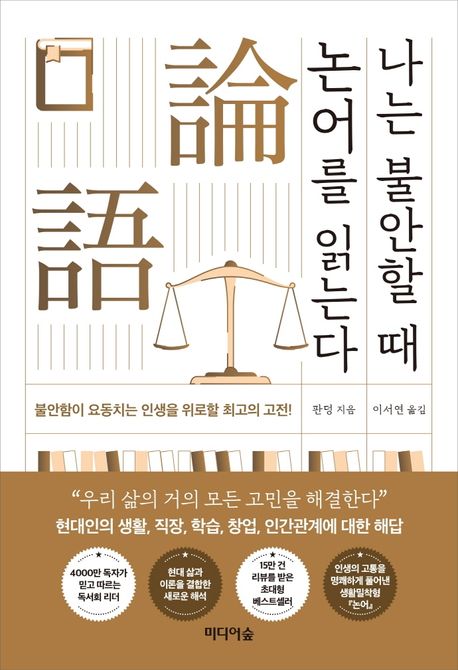 나는 불안할 때
논어를 읽는다
論
語
판덩 지음
이서연 옮김
불안함이 요동치는 인생을 위로할 최고의 고전!
“우리 삶의 거의 모든 고민을 해결한다”
현대인의 생활, 직장, 학습, 창업, 인간관계에 대한 해답
4000만 독자가
믿고 따르는
독서회 리더
현대 삶과
이론을 결합한
새로운 해석
15만 건
리뷰를 받은
초대형
베스트셀러
인생의 고통을
명쾌하게 풀어낸
생활밀착형
『논어』
미디어숲